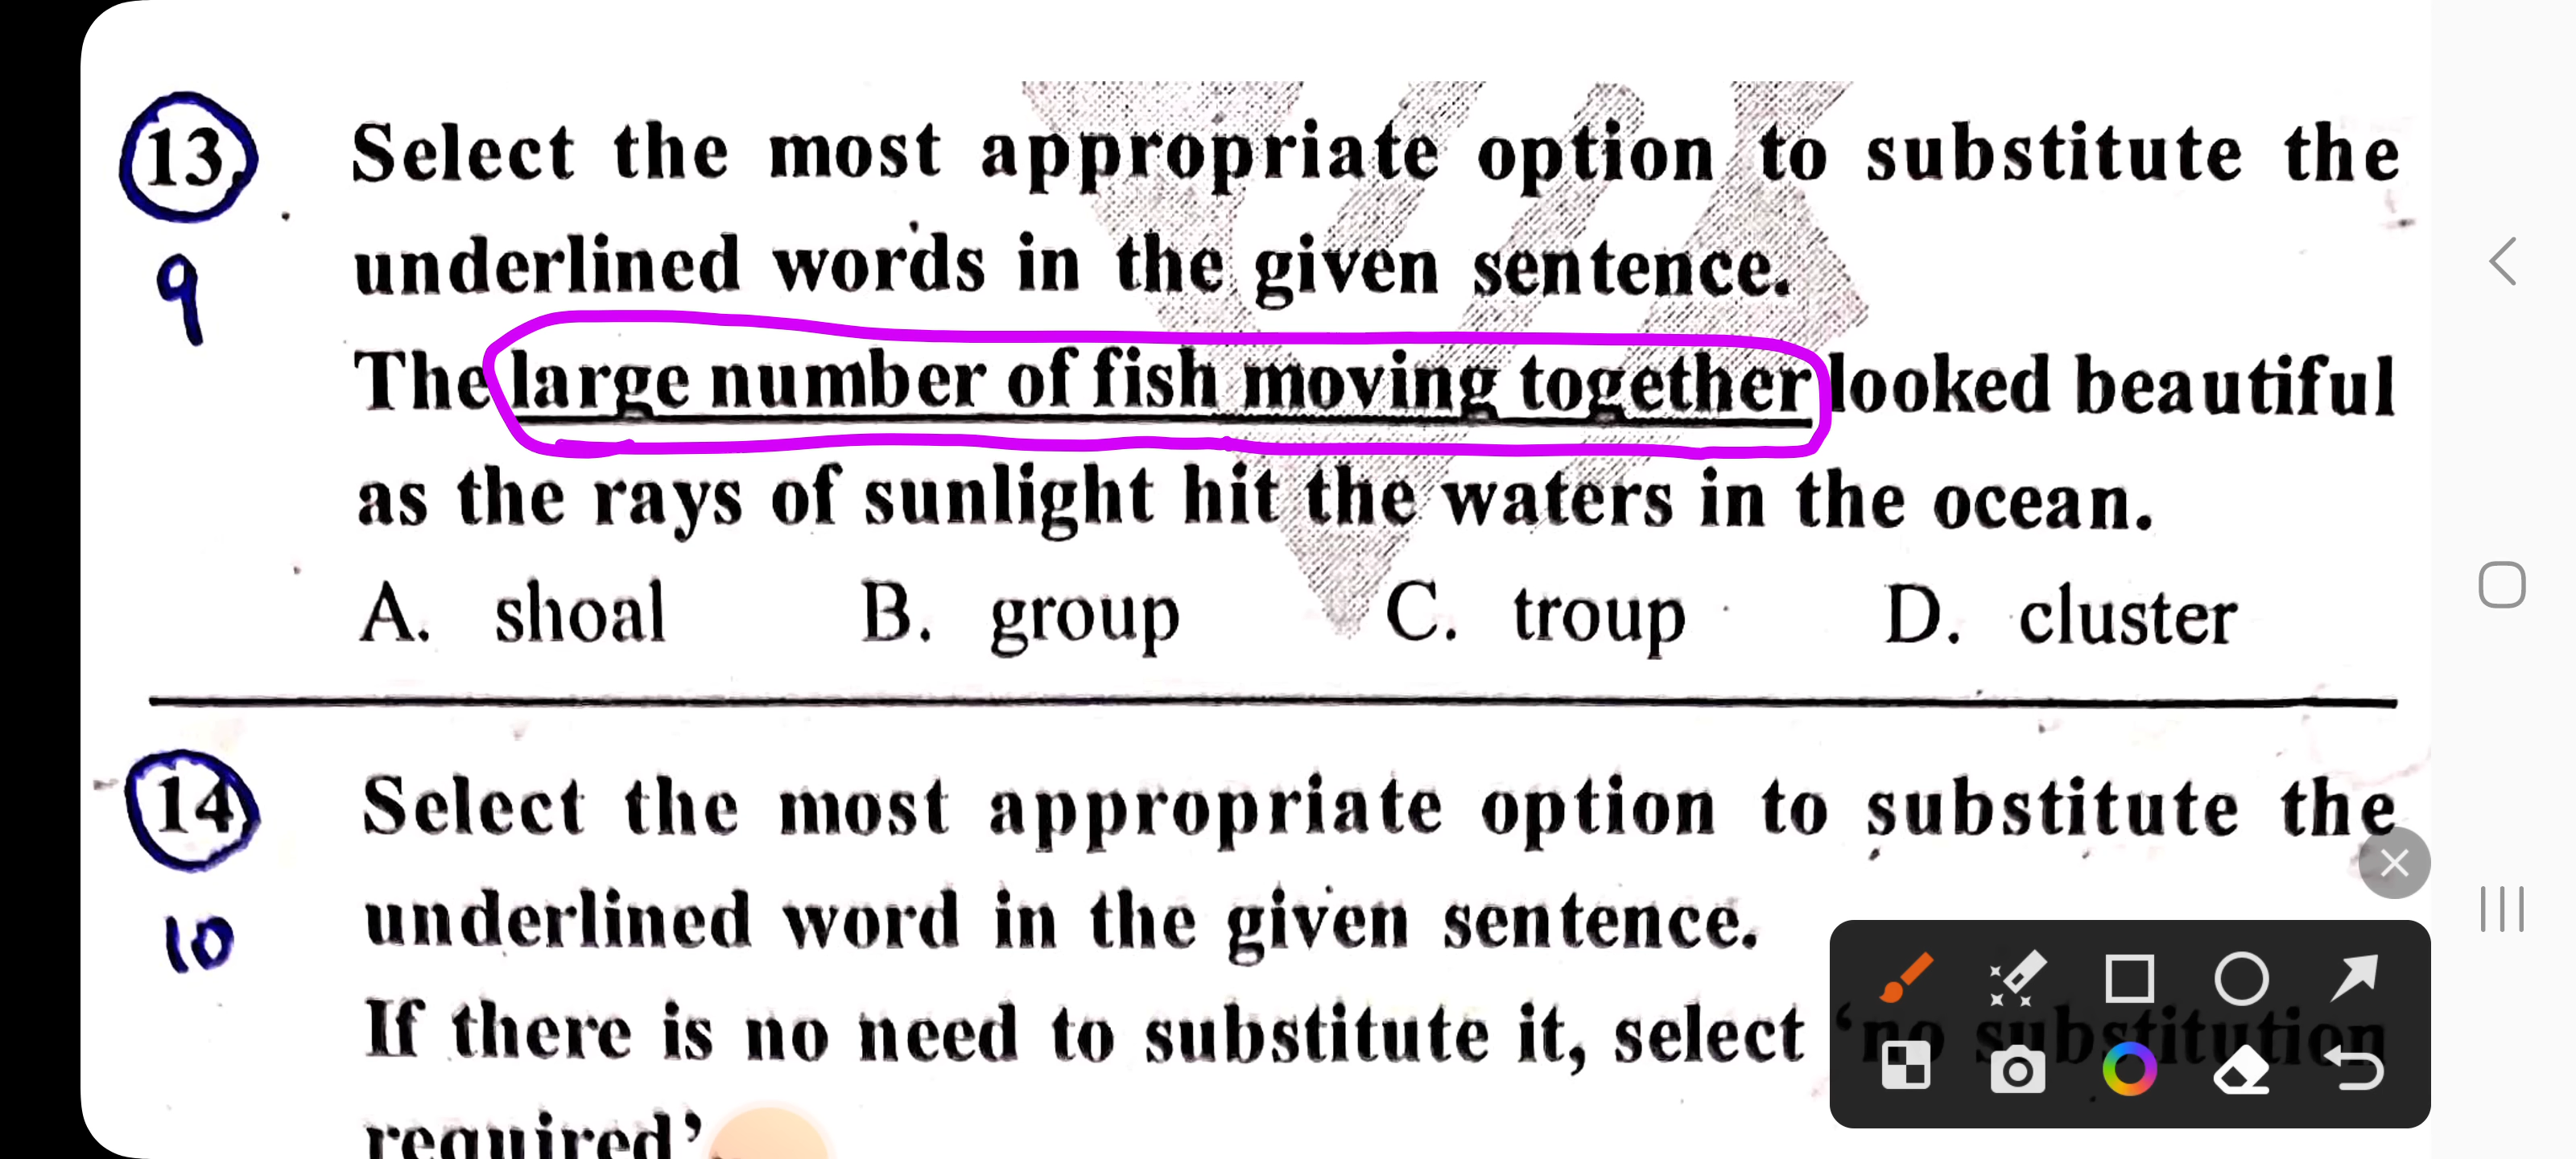 13. Select the most appropriate option to substitute the
9 underlined words in the given sentence.
The large number of fish moving together looked beautiful
as the rays of sunlight hit the waters in the ocean.
A. shoal B. group C. troup D. cluster
14. Select the most appropriate option to substitute the
10 underlined word in the given sentence.
If there is no need to substitute it, select ‘no substitution
required’